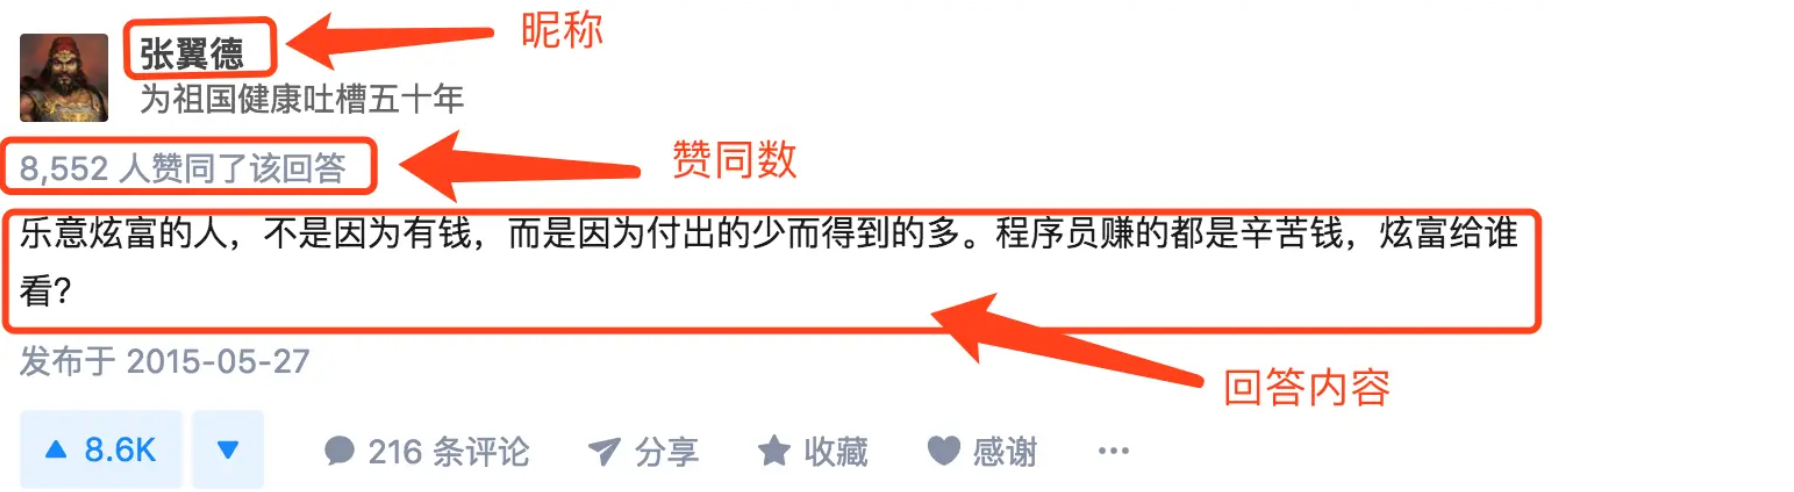 张翼德
昵称
为祖国健康吐槽五十年
8,552 人赞同了该回答
赞同数
乐意炫富的人，不是因为有钱，而是因为付出的少而得到的多。程序员赚的都是辛苦钱，炫富给谁
看？
发布于 2015-05-27
回答内容
8.6K
216 条评论
分享
收藏
感谢